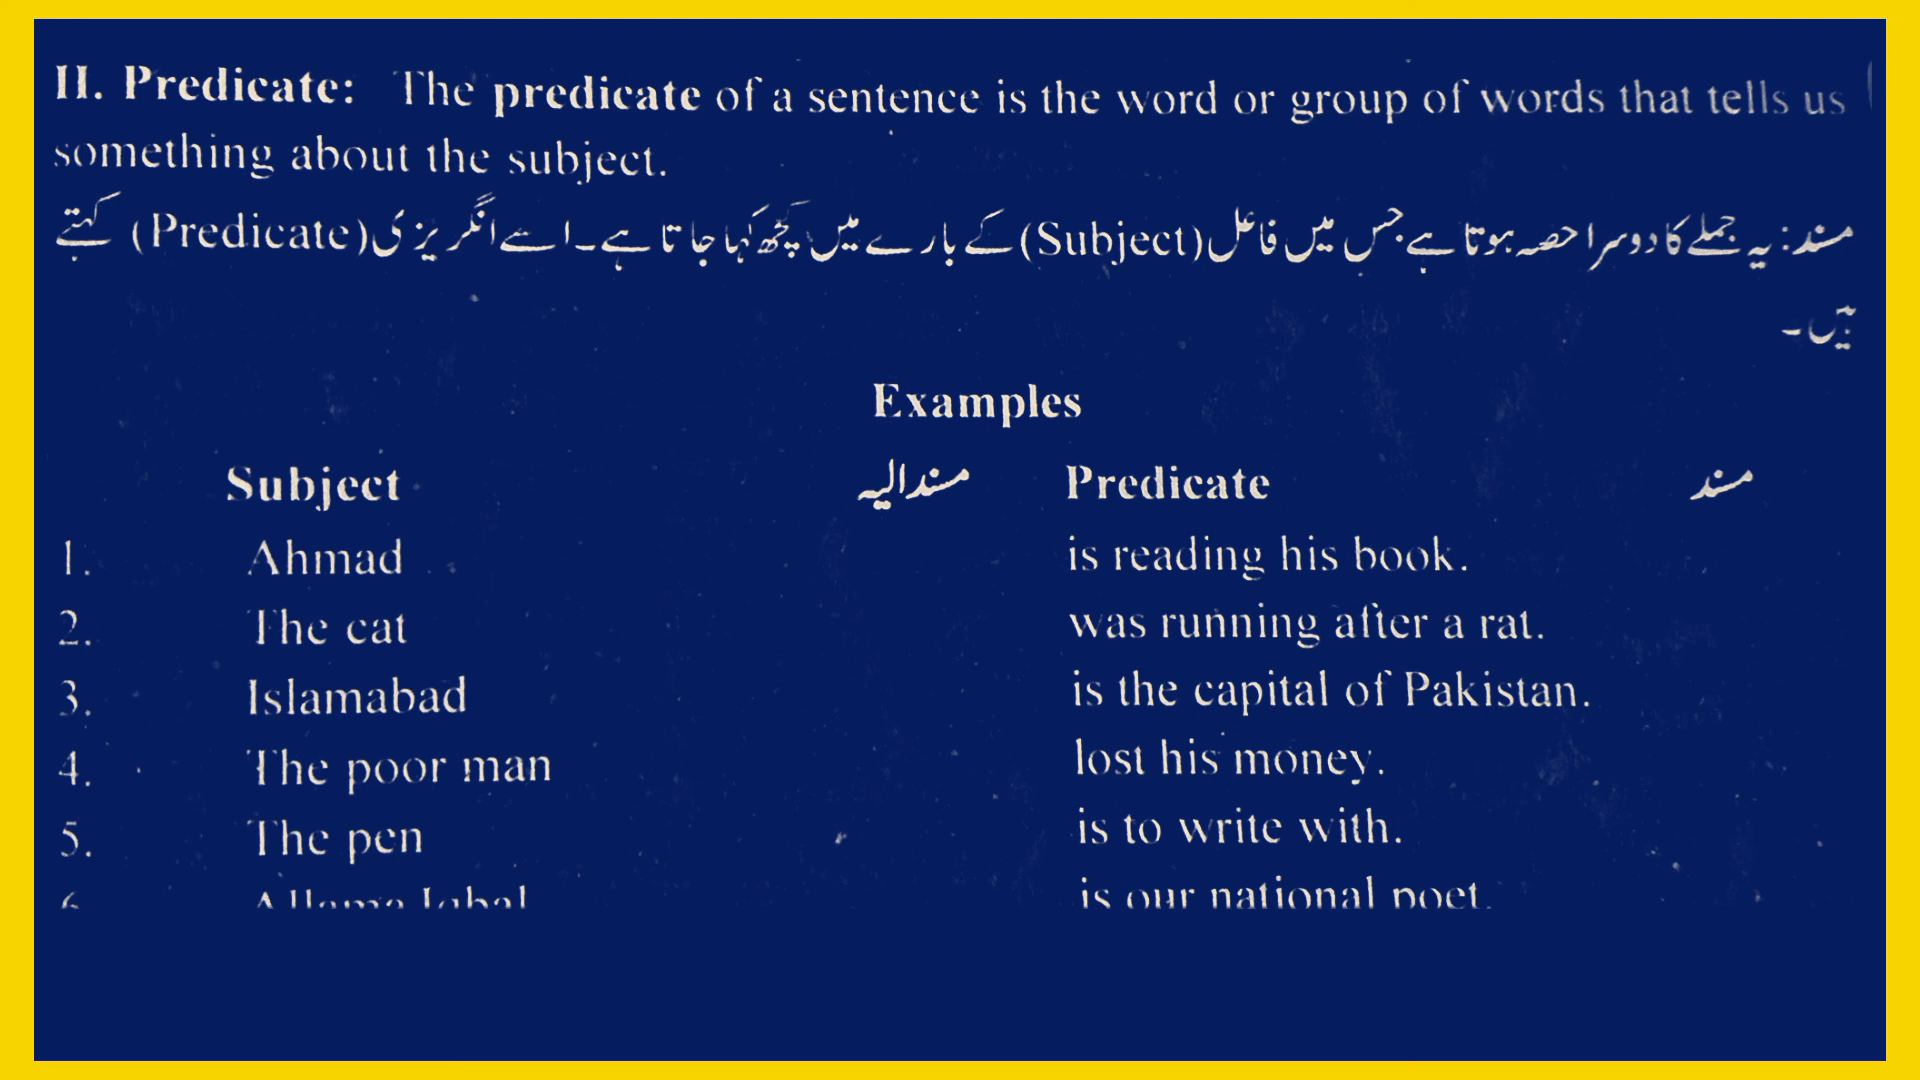 II. Predicate: The predicate of a sentence is the word or group of words that tells us
something about the subject.
مسند: یہ جملے کا دوسرا حصہ ہوتا ہے جس میں فاعل (Subject) کے بارے میں کچھ کہا جاتا ہے۔ اسے انگریزی (Predicate) کہتے
ہیں۔
Examples
Subject مسندالیہ Predicate مسند
1. Ahmad is reading his book.
2. The cat was running after a rat.
3. Islamabad is the capital of Pakistan.
4. The poor man lost his money.
5. The pen is to write with.
6 Allama Iqbal is our national poet.